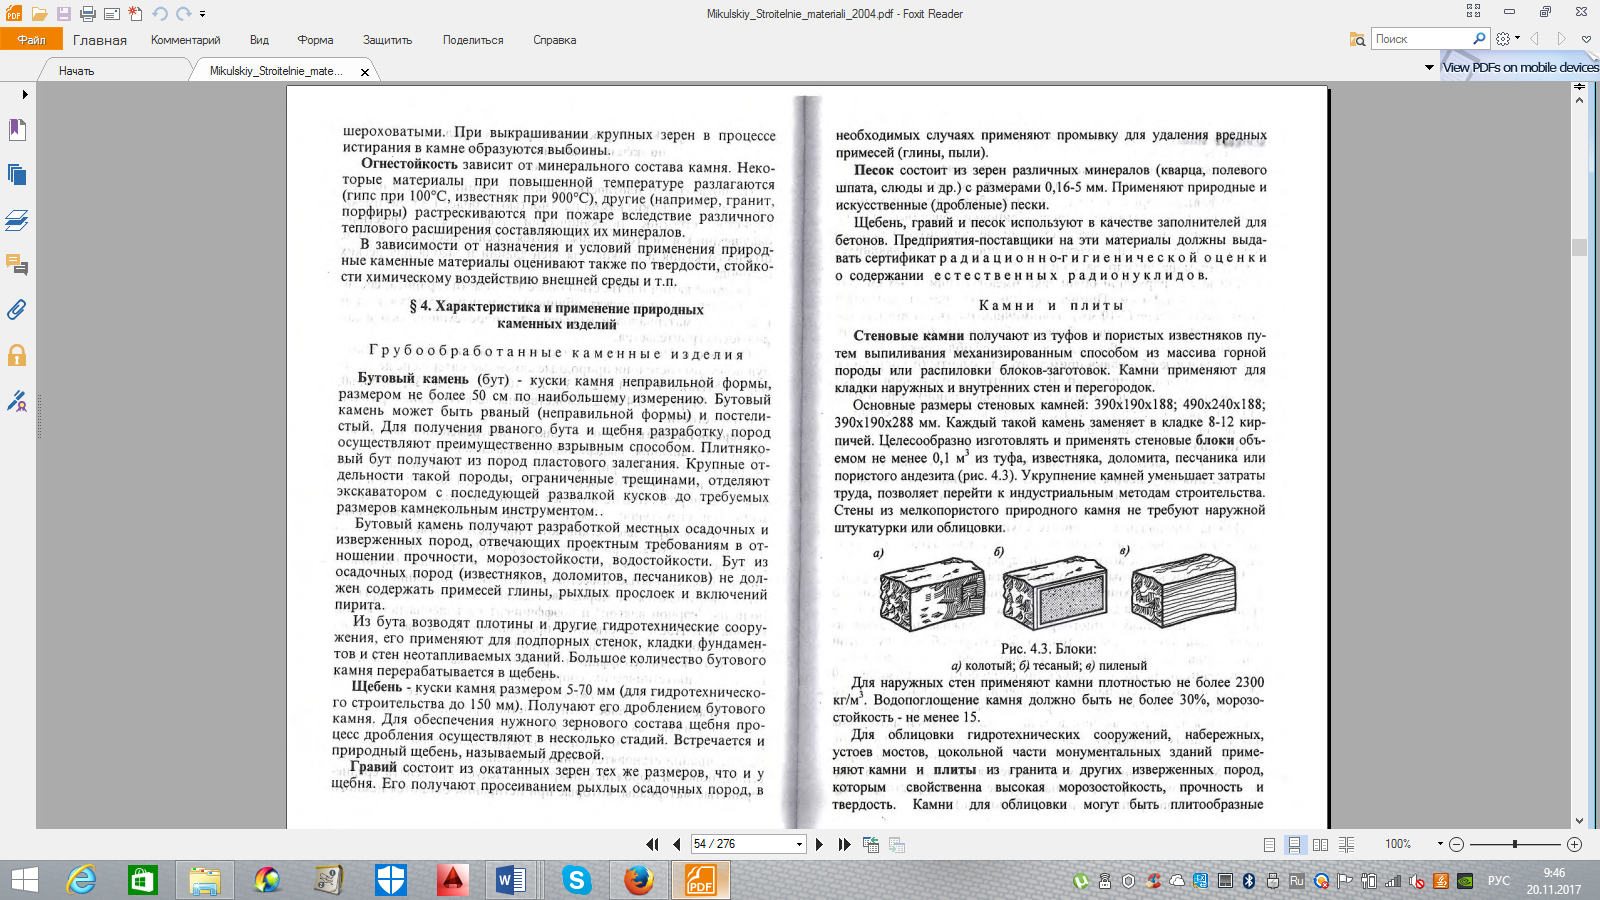 Mikulskiy_Stroitelnie_materiali_2004.pdf - Foxit Reader
Файл Главная Комментарий Вид Форма Защитить Поделиться Справка
Поиск
Начать
Mikulskiy_Stroitelnie_mate...
View PDFs on mobile devices
шероховатыми. При выкрашивании крупных зерен в процессе
истирания в камне образуются выбоины.
Огнестойкость зависит от минерального состава камня. Неко-
торые материалы при повышенной температуре разлагаются
(гипс при 100°С, известняк при 900°С), другие (например, гранит,
порфиры) растрескиваются при пожаре вследствие различного
теплового расширения составляющих их минералов.
В зависимости от назначения и условий применения природ-
ные каменные материалы оценивают также по твердости, стойко-
сти химическому воздействию внешней среды и т.п.
§ 4. Характеристика и применение природных
каменных изделий
Грубообработанные каменные изделия
Бутовый камень (бут) - куски камня неправильной формы,
размером не более 50 см по наибольшему измерению. Бутовый
камень может быть рваный (неправильной формы) и постели-
стый. Для получения рваного бута и щебня разработку пород
осуществляют преимущественно взрывным способом. Плитняко-
вый бут получают из пород пластового залегания. Крупные от-
дельности такой породы, ограниченные трещинами, отделяют
экскаватором с последующей развалкой кусков до требуемых
размеров камнекольным инструментом..
Бутовый камень получают разработкой местных осадочных и
изверженных пород, отвечающих проектным требованиям в от-
ношении прочности, морозостойкости, водостойкости. Бут из
осадочных пород (известняков, доломитов, песчаников) не дол-
жен содержать примесей глины, рыхлых прослоек и включений
пирита.
Из бута возводят плотины и другие гидротехнические соору-
жения, его применяют для подпорных стенок, кладки фундамен-
тов и стен неотапливаемых зданий. Большое количество бутового
камня перерабатывается в щебень.
Щебень - куски камня размером 5-70 мм (для гидротехническо-
го строительства до 150 мм). Получают его дроблением бутового
камня. Для обеспечения нужного зернового состава щебня про-
цесс дробления осуществляют в несколько стадий. Встречается и
природный щебень, называемый дресвой.
Гравий состоит из окатанных зерен тех же размеров, что и у
щебня. Его получают просеиванием рыхлых осадочных пород, в
необходимых случаях применяют промывку для удаления вредных
примесей (глины, пыли).
Песок состоит из зерен различных минералов (кварца, полевого
шпата, слюды и др.) с размерами 0,16-5 мм. Применяют природные и
искусственные (дробленые) пески.
Щебень, гравий и песок используют в качестве заполнителей для
бетонов. Предприятия-поставщики на эти материалы должны выда-
вать сертификат радиационно-гигиенической оценки
о содержании естественных радионуклидов.
Камни и плиты
Стеновые камни получают из туфов и пористых известняков пу-
тем выпиливания механизированным способом из массива горной
породы или распиловки блоков-заготовок. Камни применяют для
кладки наружных и внутренних стен и перегородок.
Основные размеры стеновых камней: 390х190х188; 490х240х188;
390х190х288 мм. Каждый такой камень заменяет в кладке 8-12 кир-
пичей. Целесообразно изготовлять и применять стеновые блоки объ-
емом не менее 0,1 м³ из туфа, известняка, доломита, песчаника или
пористого андезита (рис. 4.3). Укрупнение камней уменьшает затраты
труда, позволяет перейти к индустриальным методам строительства.
Стены из мелкопористого природного камня не требуют наружной
штукатурки или облицовки.
а) б) в)
Рис. 4.3. Блоки:
а) колотый; б) тесаный; в) пиленый
Для наружных стен применяют камни плотностью не более 2300
кг/м³. Водопоглощение камня должно быть не более 30%, морозо-
стойкость - не менее 15.
Для облицовки гидротехнических сооружений, набережных,
устоев мостов, цокольной части монументальных зданий приме-
няют камни и плиты из гранита и других изверженных пород,
которым свойственна высокая морозостойкость, прочность и
твердость. Камни для облицовки могут быть плитообразные
54 / 276
100%
РУС
9:46
20.11.2017